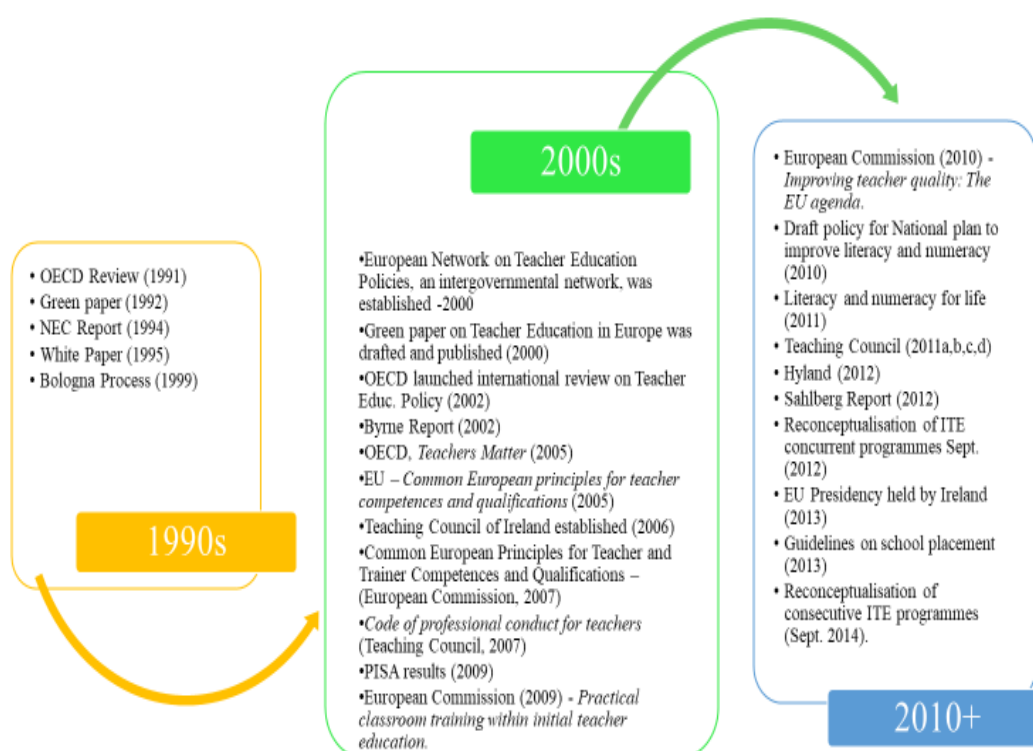 • OECD Review (1991)
• Green paper (1992)
• NEC Report (1994)
• White Paper (1995)
• Bologna Process (1999)
1990s
2000s
•European Network on Teacher Education
Policies, an intergovernmental network, was
established -2000
•Green paper on Teacher Education in Europe was
drafted and published (2000)
•OECD launched international review on Teacher
Educ. Policy (2002)
•Byrne Report (2002)
•OECD, Teachers Matter (2005)
•EU – Common European principles for teacher
competences and qualifications (2005)
•Teaching Council of Ireland established (2006)
•Common European Principles for Teacher and
Trainer Competences and Qualifications –
(European Commission, 2007)
•Code of professional conduct for teachers
(Teaching Council, 2007)
•PISA results (2009)
•European Commission (2009) - Practical
classroom training within initial teacher
education.
• European Commission (2010) -
Improving teacher quality: The
EU agenda.
• Draft policy for National plan to
improve literacy and numeracy
(2010)
• Literacy and numeracy for life
(2011)
• Teaching Council (2011a,b,c,d)
• Hyland (2012)
• Sahlberg Report (2012)
• Reconceptualisation of ITE
concurrent programmes Sept.
(2012)
• EU Presidency held by Ireland
(2013)
• Guidelines on school placement
(2013)
• Reconceptualisation of
consecutive ITE programmes
(Sept. 2014).
2010+